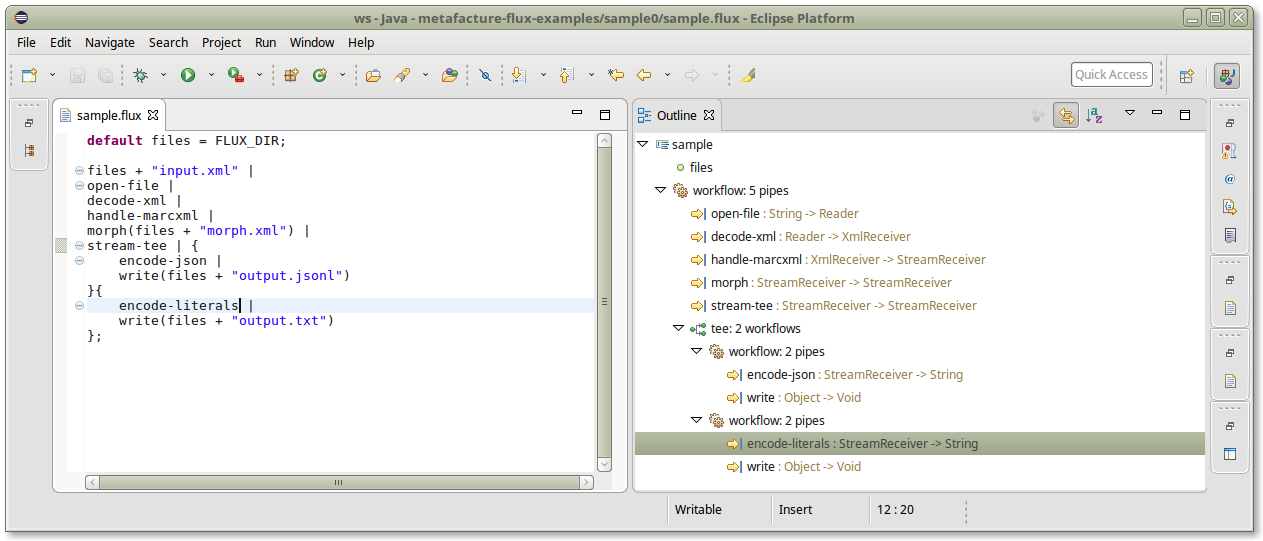 ws - Java - metafacture-flux-examples/sample0/sample.flux - Eclipse Platform
File Edit Navigate Search Project Run Window Help
Quick Access
sample.flux
default files = FLUX_DIR;
files + "input.xml" |
open-file |
decode-xml |
handle-marcxml |
morph(files + "morph.xml") |
stream-tee | {
encode-json |
write(files + "output.jsonl")
}{
encode-literals |
write(files + "output.txt")
};
Outline
sample
files
workflow: 5 pipes
open-file : String -> Reader
decode-xml : Reader -> XmlReceiver
handle-marcxml : XmlReceiver -> StreamReceiver
morph : StreamReceiver -> StreamReceiver
stream-tee : StreamReceiver -> StreamReceiver
tee: 2 workflows
workflow: 2 pipes
encode-json : StreamReceiver -> String
write : Object -> Void
workflow: 2 pipes
encode-literals : StreamReceiver -> String
write : Object -> Void
Writable Insert 12 : 20